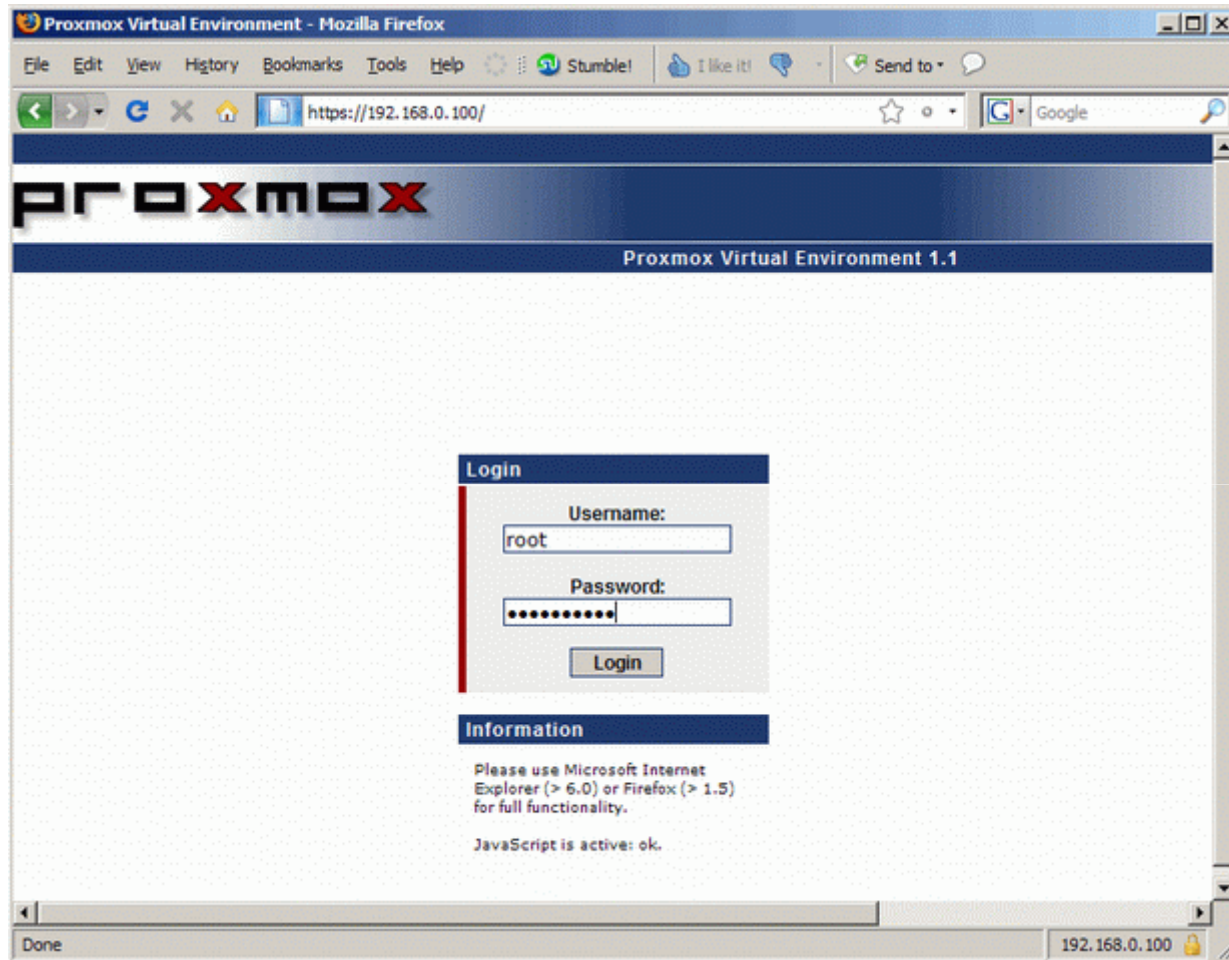 Proxmox Virtual Environment - Mozilla Firefox
File Edit View History Bookmarks Tools Help Stumble! I like it! Send to
https://192.168.0.100/ Google
proxmox
Proxmox Virtual Environment 1.1
Login
Username:
root
Password:
Login
Information
Please use Microsoft Internet
Explorer (> 6.0) or Firefox (> 1.5)
for full functionality.
JavaScript is active: ok.
Done 192.168.0.100